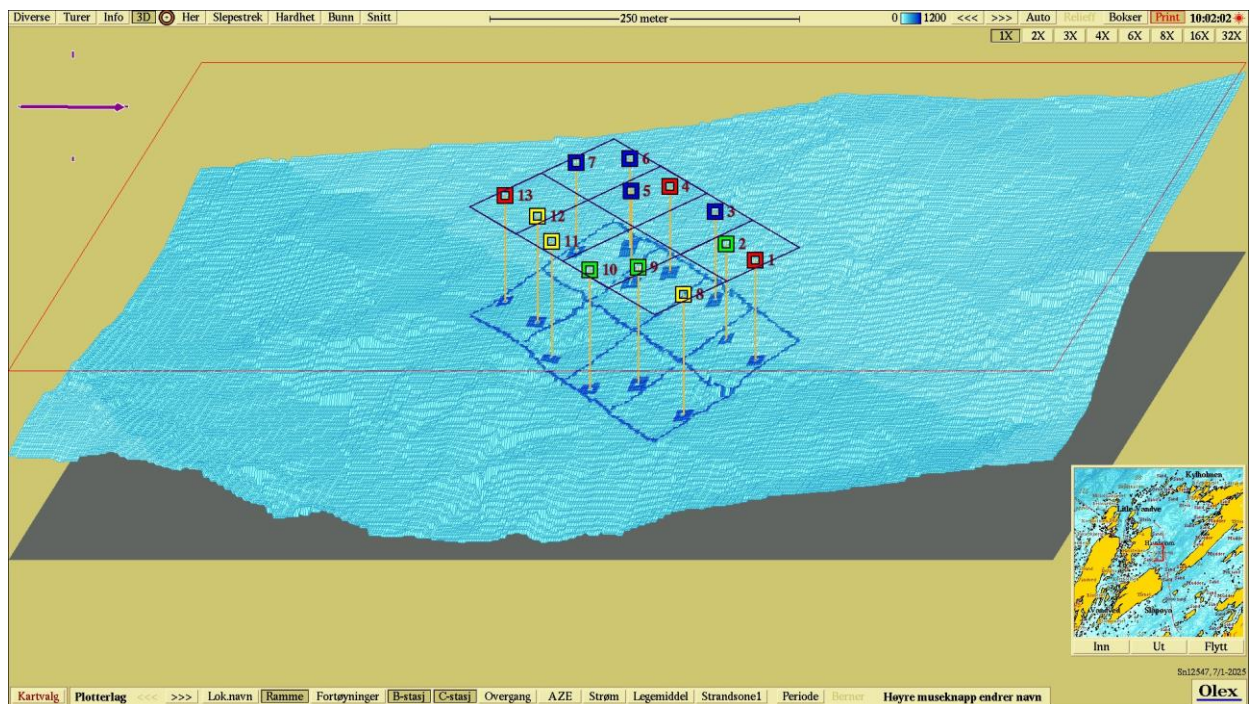 Diverse Turer Info 3D Her Slepestrek Hardhet Bunn Snitt 250 meter 0 1200 <<< >>> Auto Relieff Bokser Print 10:02:02
1X 2X 3X 4X 6X 8X 16X 32X
7 6
13 5 4
12 3
11 2
10 9 1
8
Kylholmen
Litle Vandve
Slapøya
Inn Ut Flytt
Sn12547, 7/1-2025
Kartvalg Plotterlag <<< >>> Lok.navn Ramme Fortøyninger B-stasj C-stasj Overgang AZE Strøm Legemiddel Strandsone1 Periode Berner Høyre museknapp endrer navn Olex